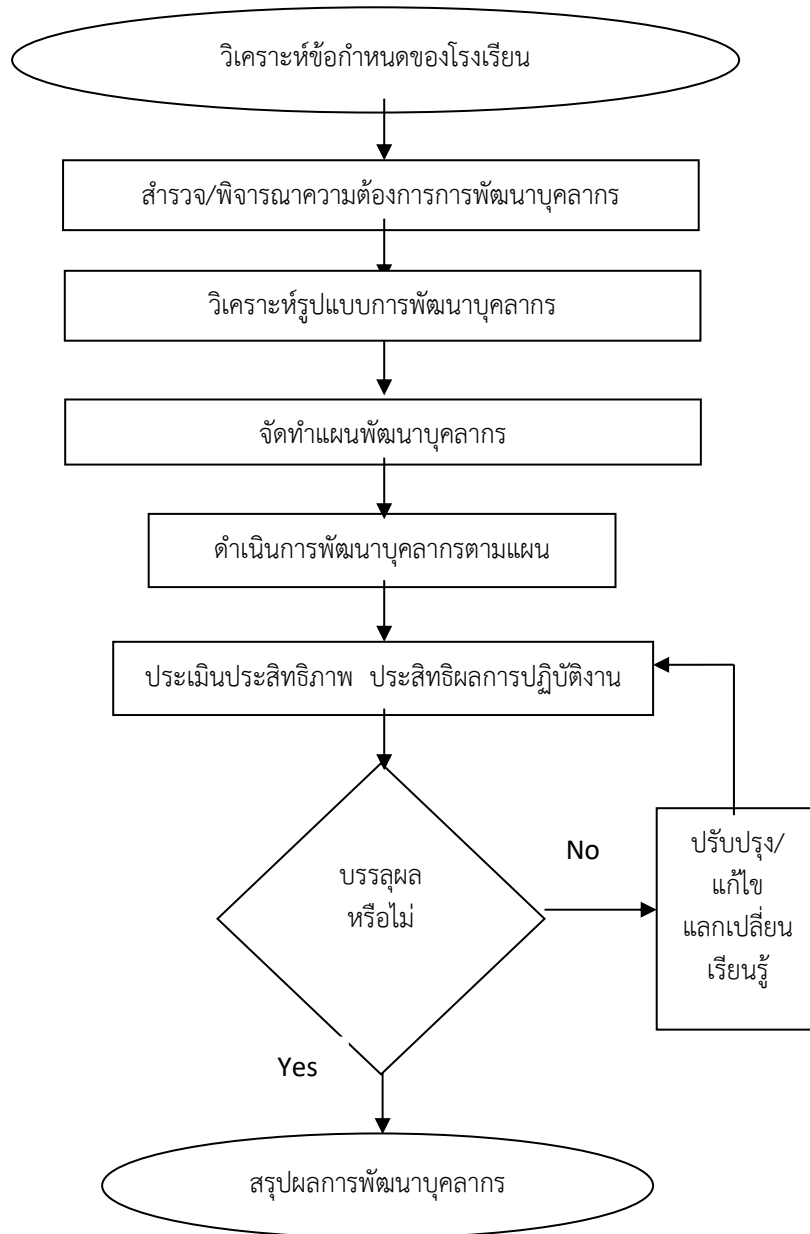 วิเคราะห์ข้อกำหนดของโรงเรียน
สำรวจ/พิจารณาความต้องการการพัฒนาบุคลากร
วิเคราะห์รูปแบบการพัฒนาบุคลากร
จัดทำแผนพัฒนาบุคลากร
ดำเนินการพัฒนาบุคลากรตามแผน
ประเมินประสิทธิภาพ ประสิทธิผลการปฏิบัติงาน
บรรลุผล
หรือไม่
No
ปรับปรุง/
แก้ไข
แลกเปลี่ยน
เรียนรู้
Yes
สรุปผลการพัฒนาบุคลากร